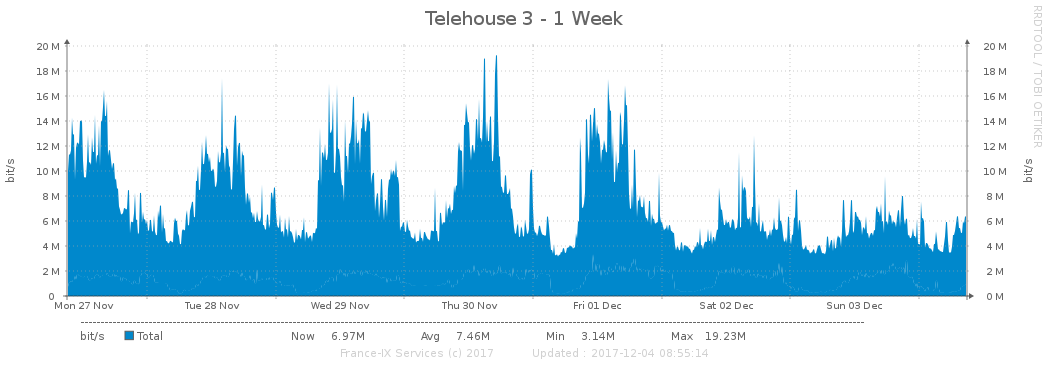 Telehouse 3 - 1 Week
RRDTOOL / TOBI OETIKER
bit/s
20 M 20 M
18 M 18 M
16 M 16 M
14 M 14 M
12 M 12 M
10 M 10 M
8 M 8 M
6 M 6 M
4 M 4 M
2 M 2 M
0 0 M
bit/s
Mon 27 Nov Tue 28 Nov Wed 29 Nov Thu 30 Nov Fri 01 Dec Sat 02 Dec Sun 03 Dec
bit/s Total Now 6.97M Avg 7.46M Min 3.14M Max 19.23M
France-IX Services (c) 2017 Updated : 2017-12-04 08:55:14